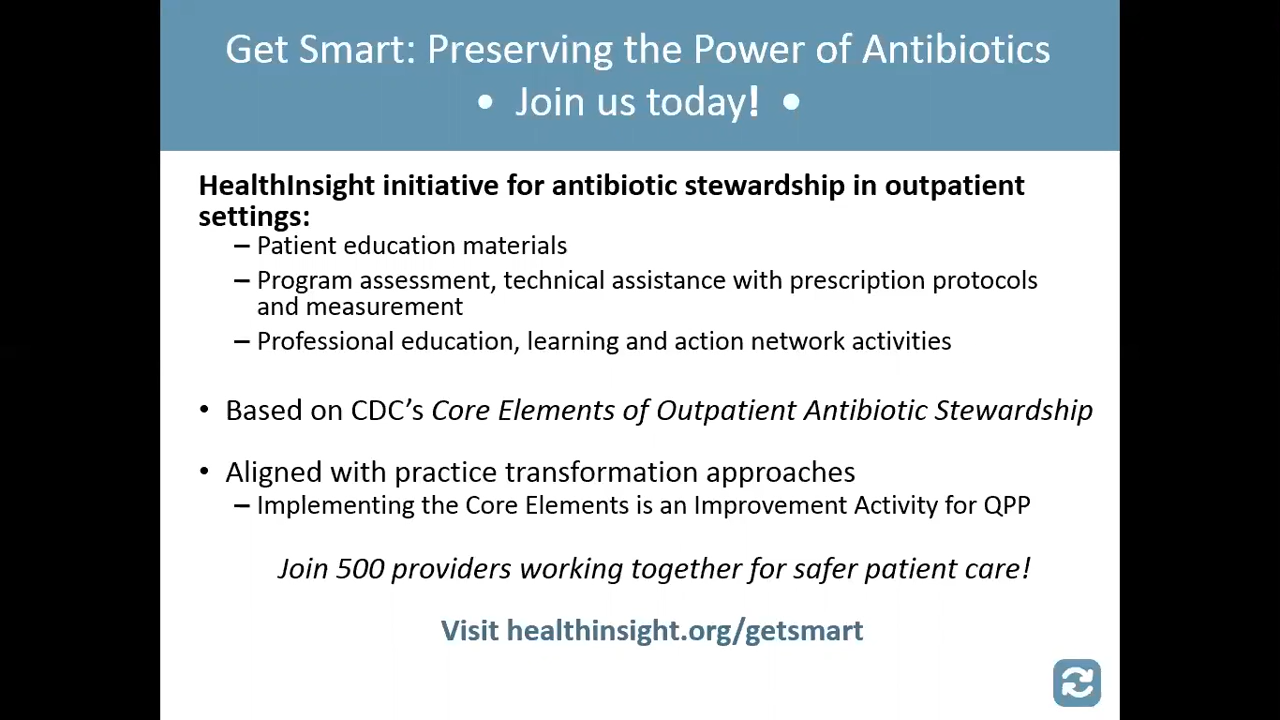 Get Smart: Preserving the Power of Antibiotics
• Join us today! •
HealthInsight initiative for antibiotic stewardship in outpatient
settings:
– Patient education materials
– Program assessment, technical assistance with prescription protocols
and measurement
– Professional education, learning and action network activities
• Based on CDC’s Core Elements of Outpatient Antibiotic Stewardship
• Aligned with practice transformation approaches
– Implementing the Core Elements is an Improvement Activity for QPP
Join 500 providers working together for safer patient care!
Visit healthinsight.org/getsmart